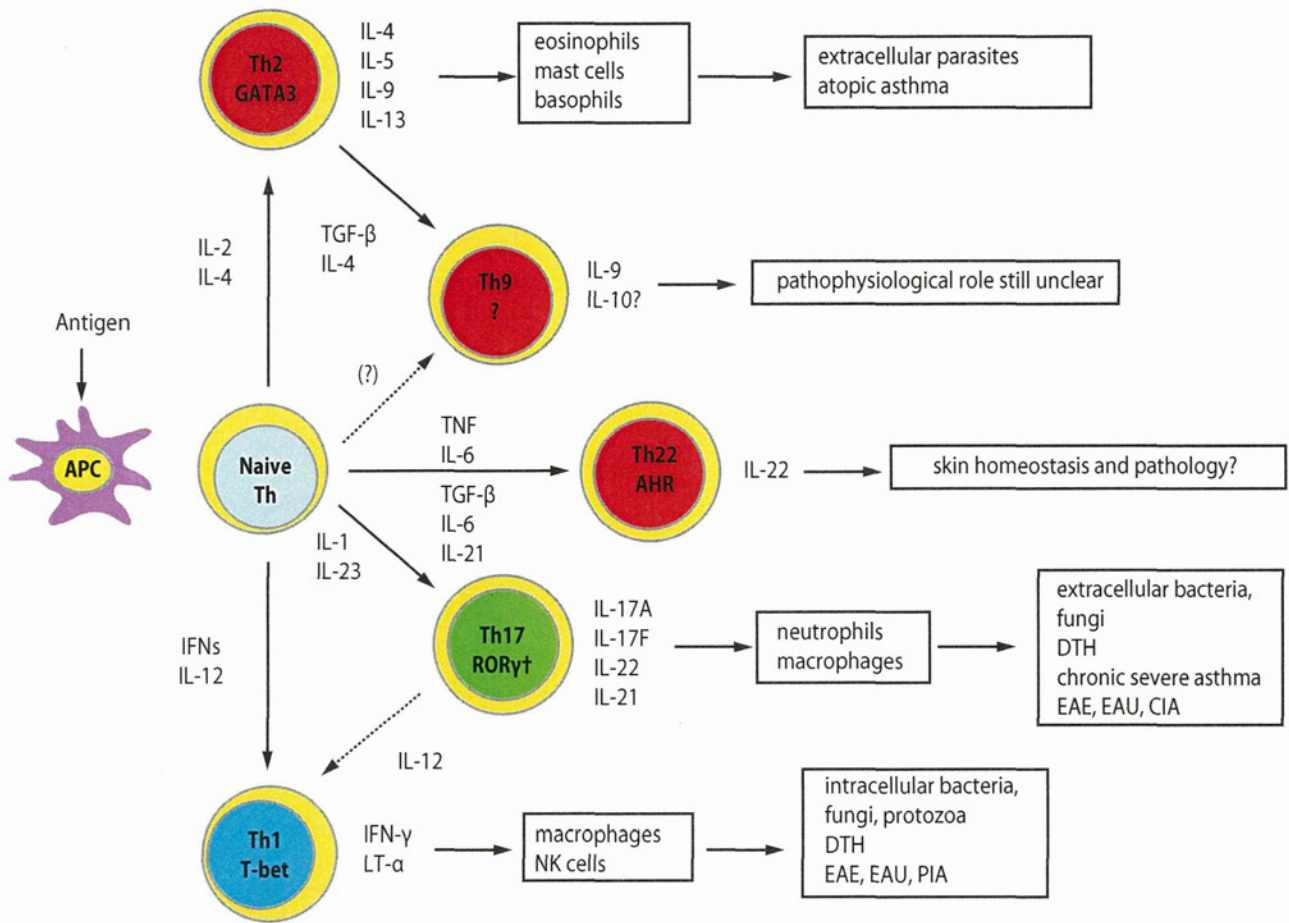 Th2
GATA3
IL-4
IL-5
IL-9
IL-13
eosinophils
mast cells
basophils
extracellular parasites
atopic asthma
IL-2
IL-4
TGF-β
IL-4
Th9
?
IL-9
IL-10?
pathophysiological role still unclear
Antigen
APC
(?)
Naive
Th
TNF
IL-6
Th22
AHR
IL-22
skin homeostasis and pathology?
TGF-β
IL-6
IL-21
IL-1
IL-23
Th17
RORγ†
IL-17A
IL-17F
IL-22
IL-21
neutrophils
macrophages
extracellular bacteria,
fungi
DTH
chronic severe asthma
EAE, EAU, CIA
IFNs
IL-12
IL-12
Th1
T-bet
IFN-γ
LT-α
macrophages
NK cells
intracellular bacteria,
fungi, protozoa
DTH
EAE, EAU, PIA